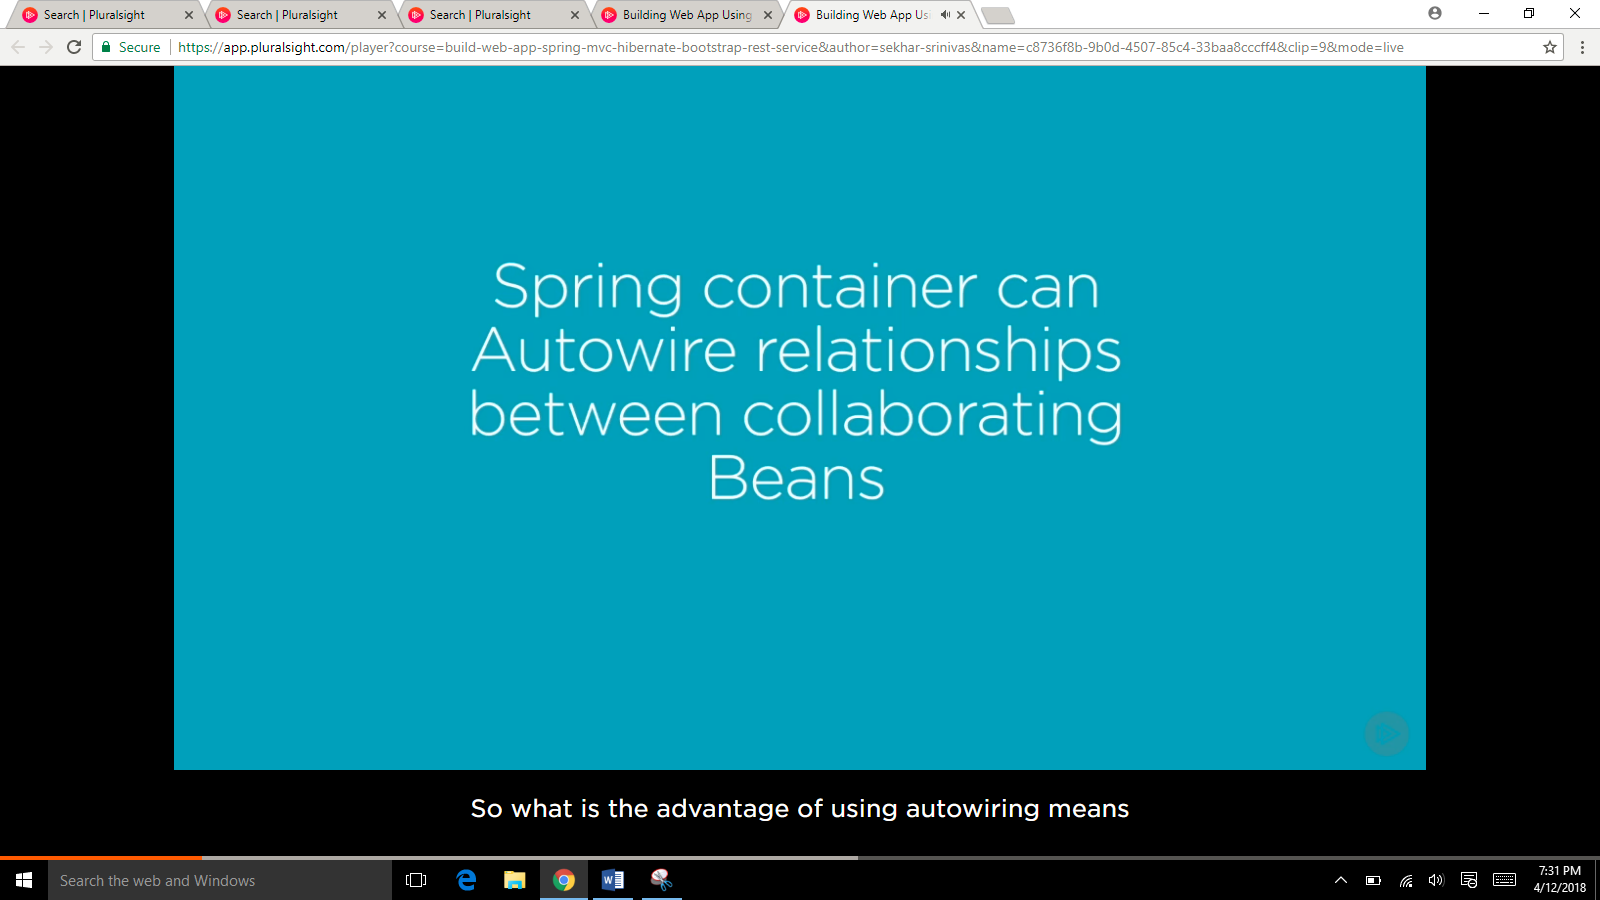 Search | Pluralsight
Search | Pluralsight
Search | Pluralsight
Building Web App Using
Building Web App Us
Secure
https://app.pluralsight.com/player?course=build-web-app-spring-mvc-hibernate-bootstrap-rest-service&author=sekhar-srinivas&name=c8736f8b-9b0d-4507-85c4-33baa8cccff4&clip=9&mode=live
Spring container can
Autowire relationships
between collaborating
Beans
So what is the advantage of using autowiring means
Search the web and Windows
7:31 PM
4/12/2018